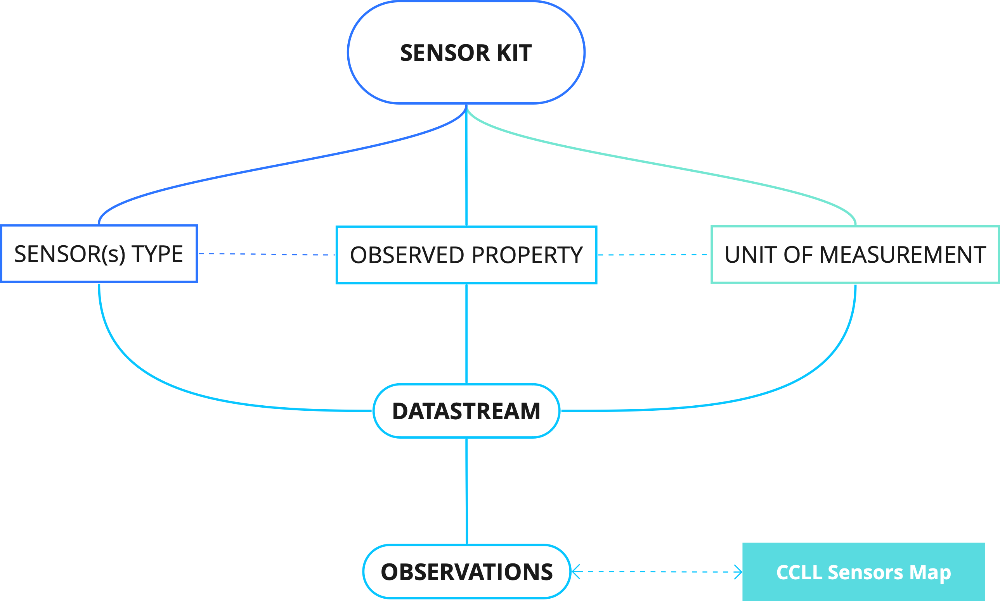 SENSOR KIT
SENSOR(s) TYPE
OBSERVED PROPERTY
UNIT OF MEASUREMENT
DATASTREAM
OBSERVATIONS
CCLL Sensors Map